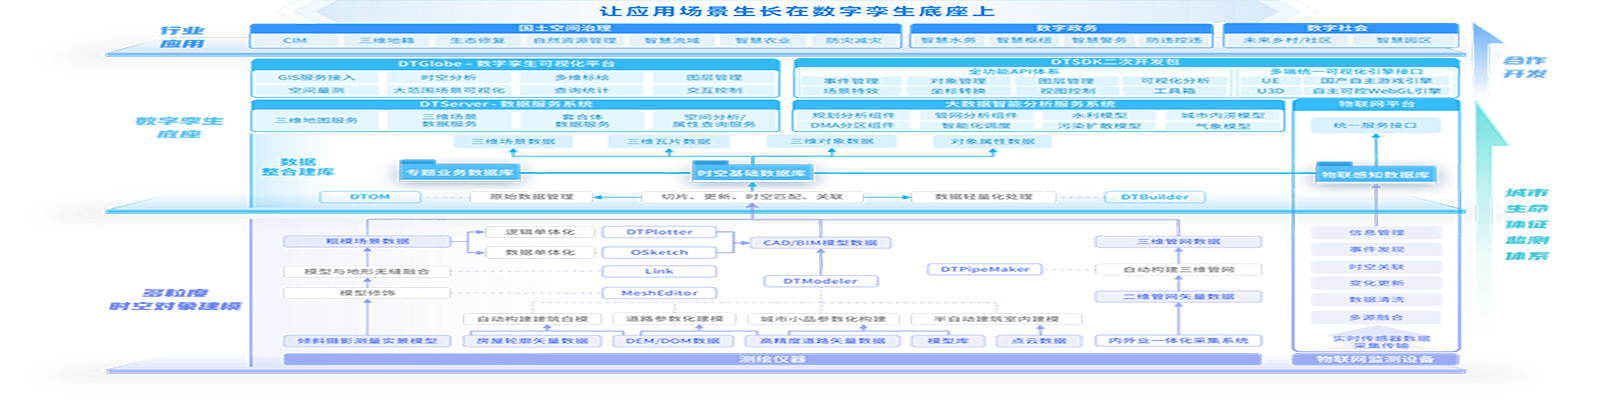 让应用场景生长在数字孪生底座上
行业
应用
国土空间治理
CIM 三维地籍 生态修复 自然资源管理 智慧流域 智慧农业 防灾减灾
数字政务
智慧水务 智慧枢纽 智慧警务 防违控违
数字社会
未来乡村/社区 智慧园区
合作
开发
数字孪生
底座
DTGlobe – 数字孪生可视化平台
GIS服务接入 时空分析 多维标绘 图层管理
空间量测 大范围场景可视化 查询统计 交互控制
DTSDK二次开发包
全功能API体系
事件管理 对象管理 图层管理 可视化分析
场景特效 坐标转换 视图控制 工具箱
多端统一可视化引擎接口
UE 国产自主游戏引擎
U3D 自主可控WebGL引擎
DTServer - 数据服务系统
三维地图服务
三维场景
数据服务
套合体
数据服务
空间分析/
属性查询服务
大数据智能分析服务系统
规划分析组件 管网分析组件 水利模型 城市内涝模型
DMA分区组件 智能化调度 污染扩散模型 气象模型
物联网平台
统一服务接口
数据
整合建库
三维场景数据 三维瓦片数据 三维对象数据 对象属性数据
专题业务数据库 时空基础数据库 物联感知数据库
DTOM 原始数据管理 切片、更新、时空匹配、关联 数据轻量化处理 DTBuilder
城市
生命
体征
监测
体系
多粒度
时空对象建模
粗模场景数据 逻辑单体化 DTPlotter CAD/BIM模型数据 三维管网数据
数据单体化 OSketch
模型与地形无缝融合 Link DTModeler DTPipeMaker 自动构建三维管网
模型修饰 MeshEditor 二维管网矢量数据
自动构建建筑白模 道路参数化建模 城市小品参数化构建 半自动建筑室内建模
倾斜摄影测量实景模型 房屋轮廓矢量数据 DEM/DOM数据 高精度道路矢量数据 模型库 点云数据 内外业一体化采集系统
测绘仪器
信息管理
事件发现
时空关联
变化更新
数据清洗
多源融合
实时传感器数据
采集传输
物联网监测设备